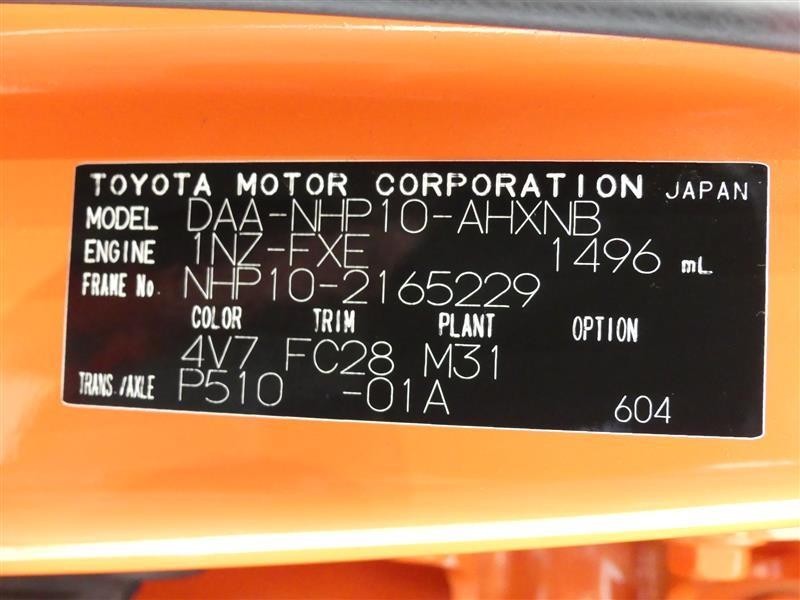 TOYOTA MOTOR CORPORATION JAPAN
MODEL DAA-NHP10-AHXNB
ENGINE 1NZ-FXE 1496 mL
FRAME No. NHP10-2165229
COLOR TRIM PLANT OPTION
4V7 FC28 M31
TRANS./AXLE P510 -01A 604